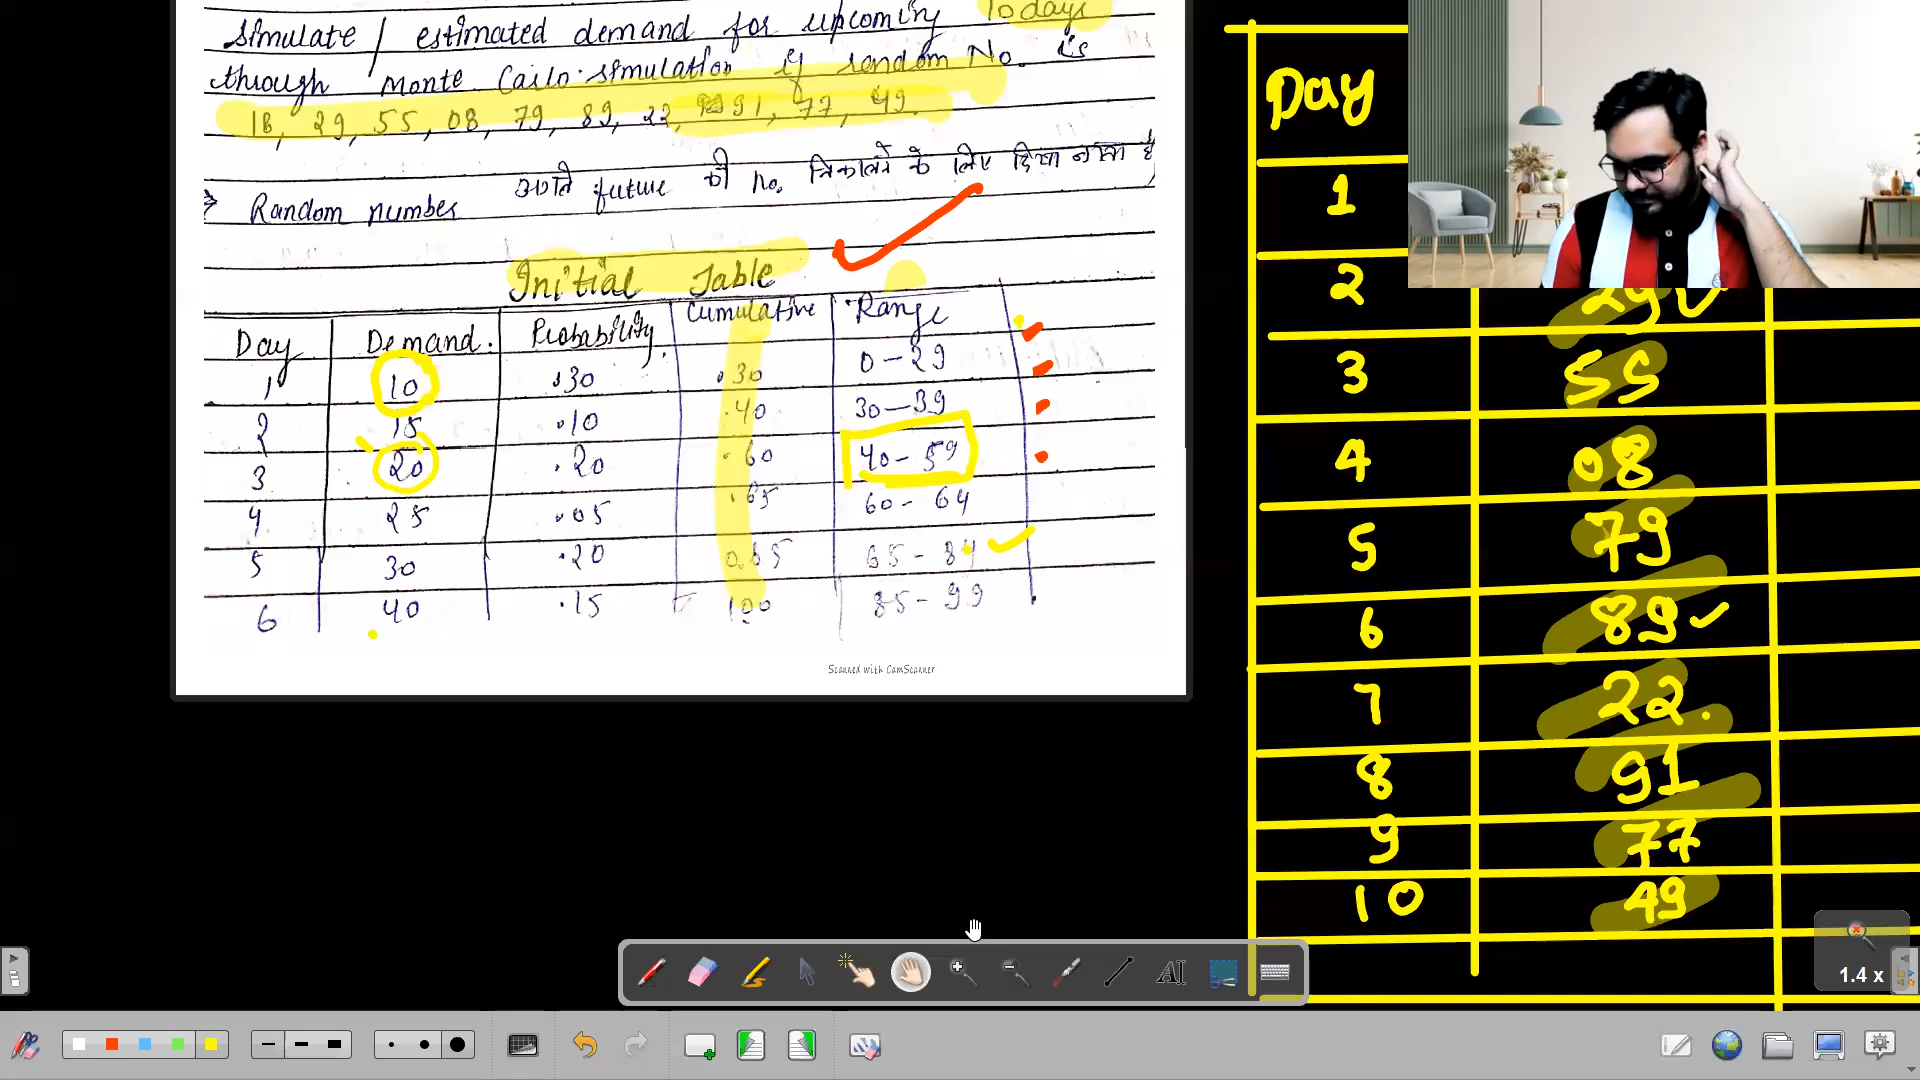 Simulate / estimated demand for upcoming 10 days
through Monte Carlo simulation if random No. is
18, 29, 55, 08, 79, 89, 22, 91, 77, 49.
Random number अगले future की no. निकालने के लिए दिया जाता है
Initial Table
Day Demand. Probability. Cumulative Range
1 10 .30 .30 0-29
2 15 .10 .40 30-39
3 20 .20 .60 40-59
4 25 .05 .65 60-64
5 30 .20 0.85 65-84
6 40 .15 1.00 85-99
Scanned with CamScanner
Day
1
2 29
3 55
4 08
5 79
6 89
7 22.
8 91
9 77
10 49
AI
1.4 x